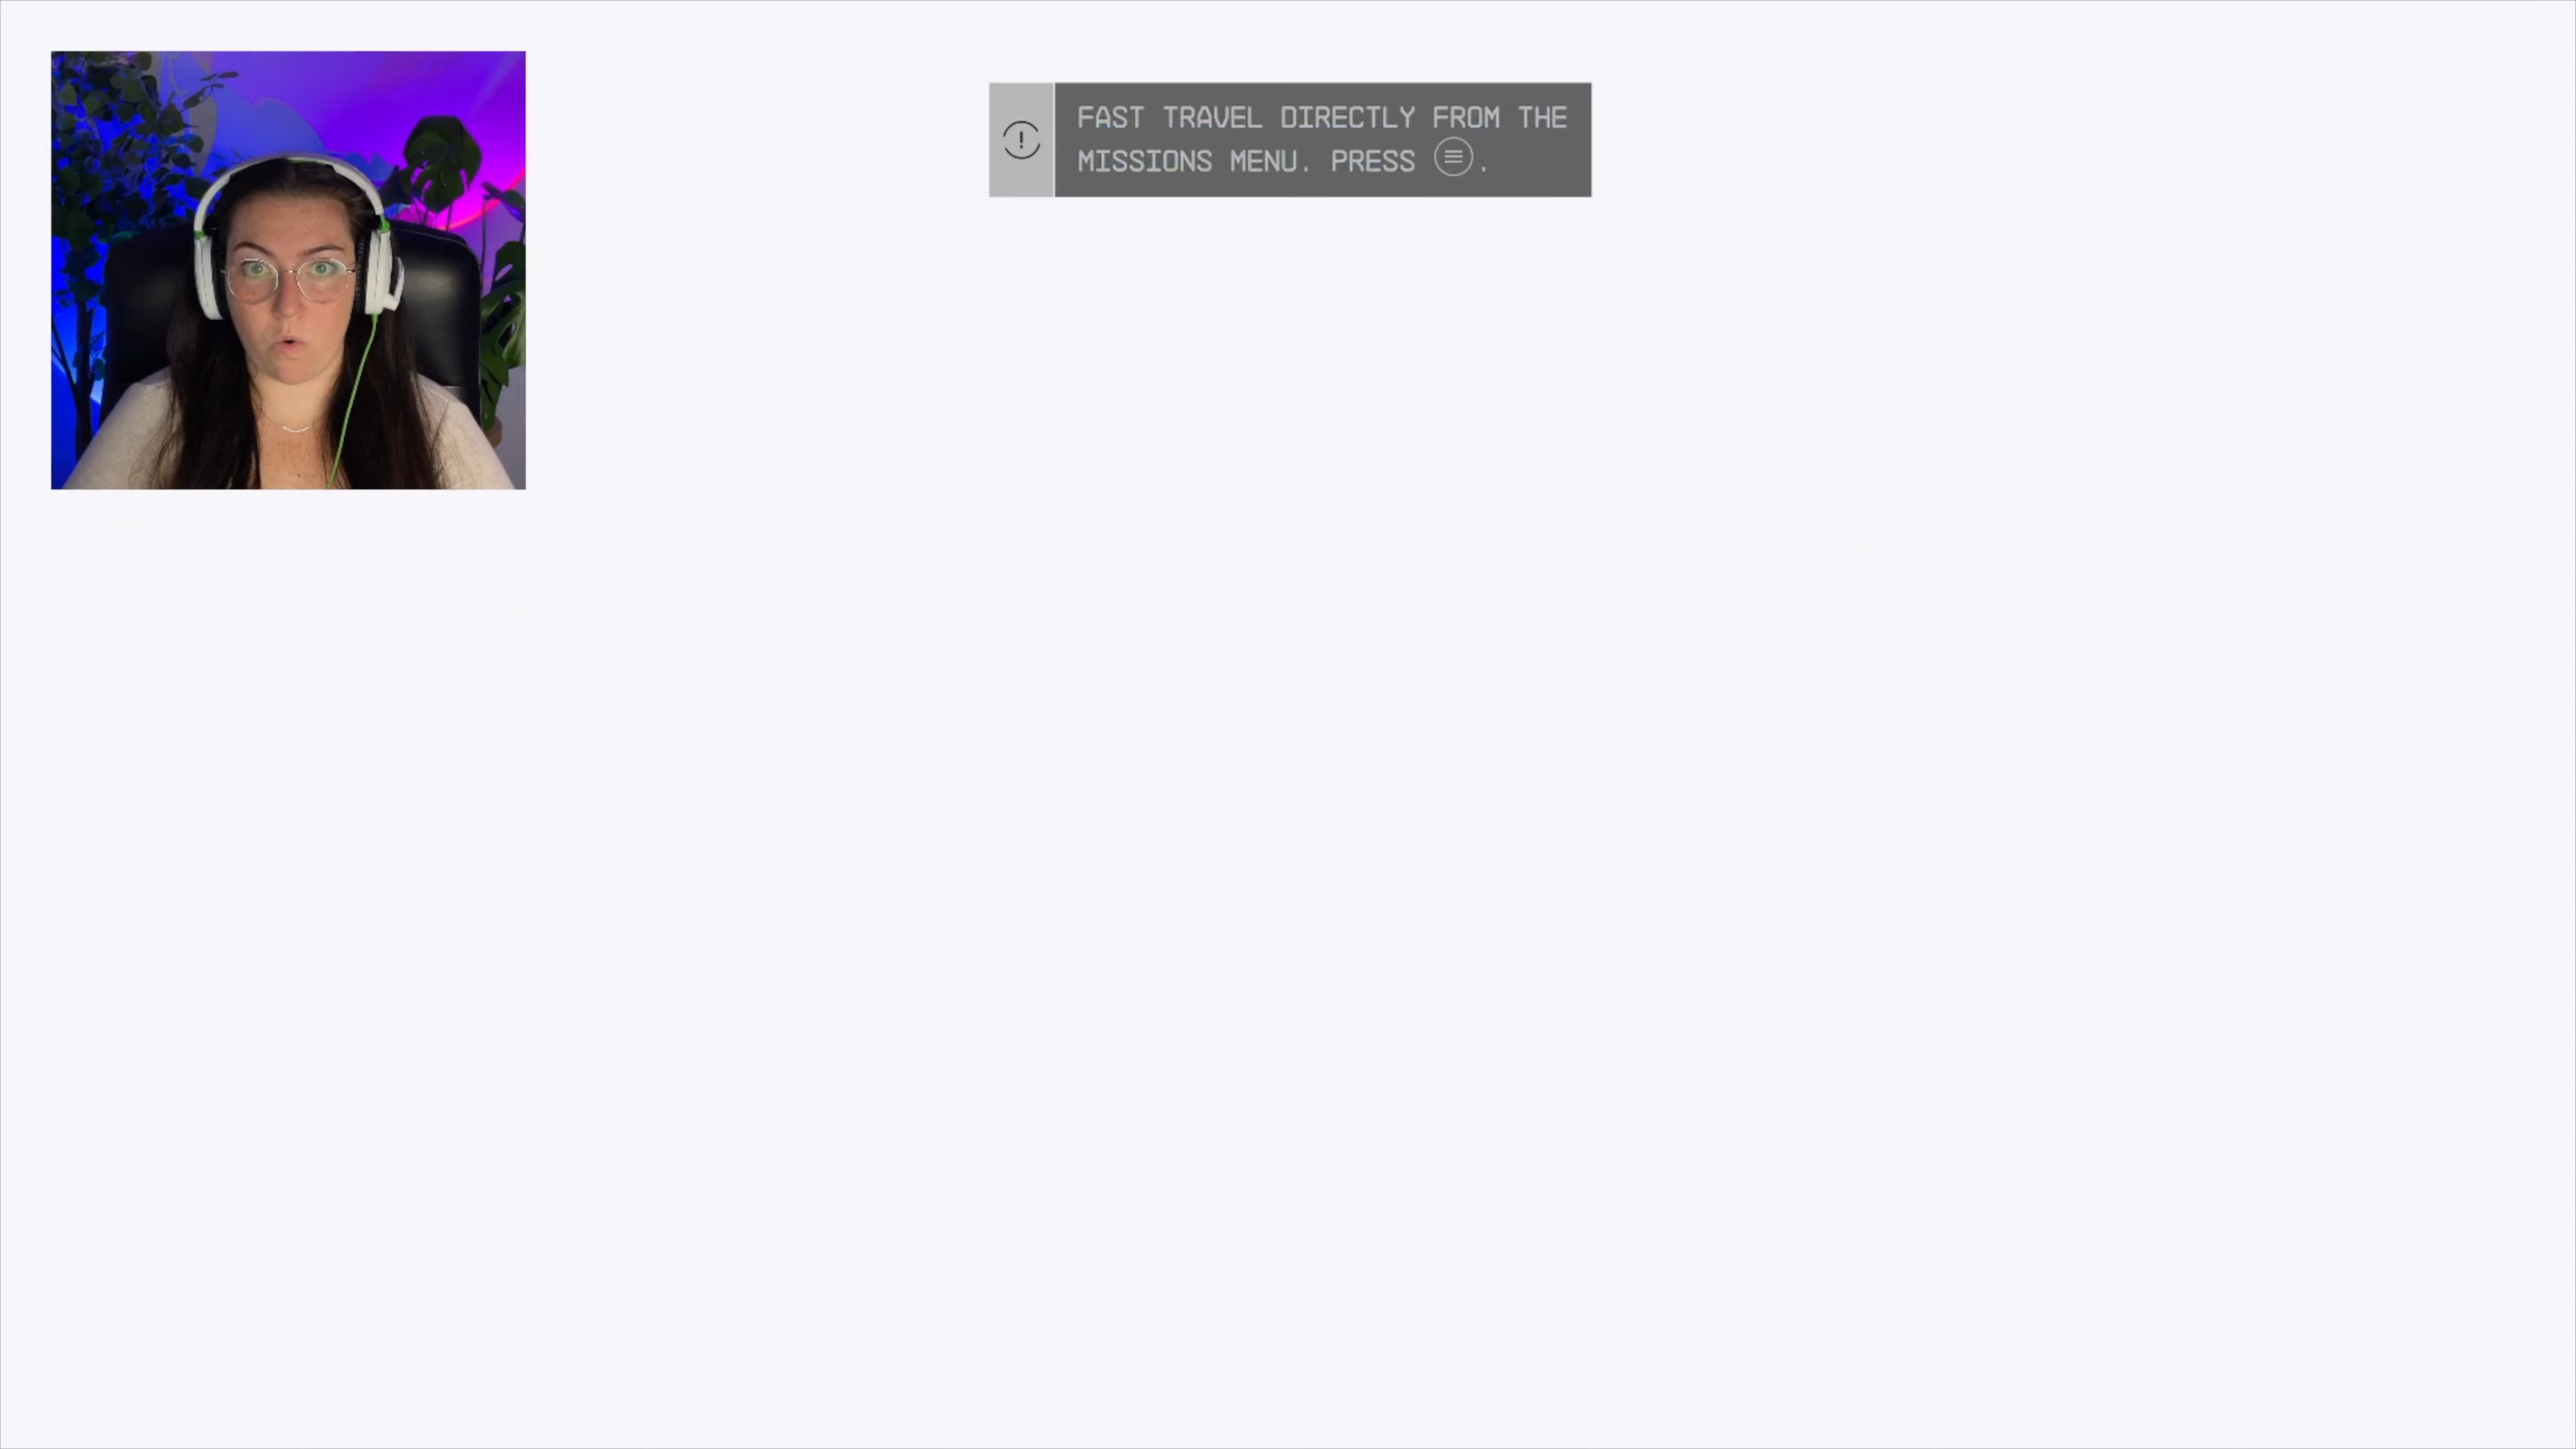 FAST TRAVEL DIRECTLY FROM THE
MISSIONS MENU. PRESS .